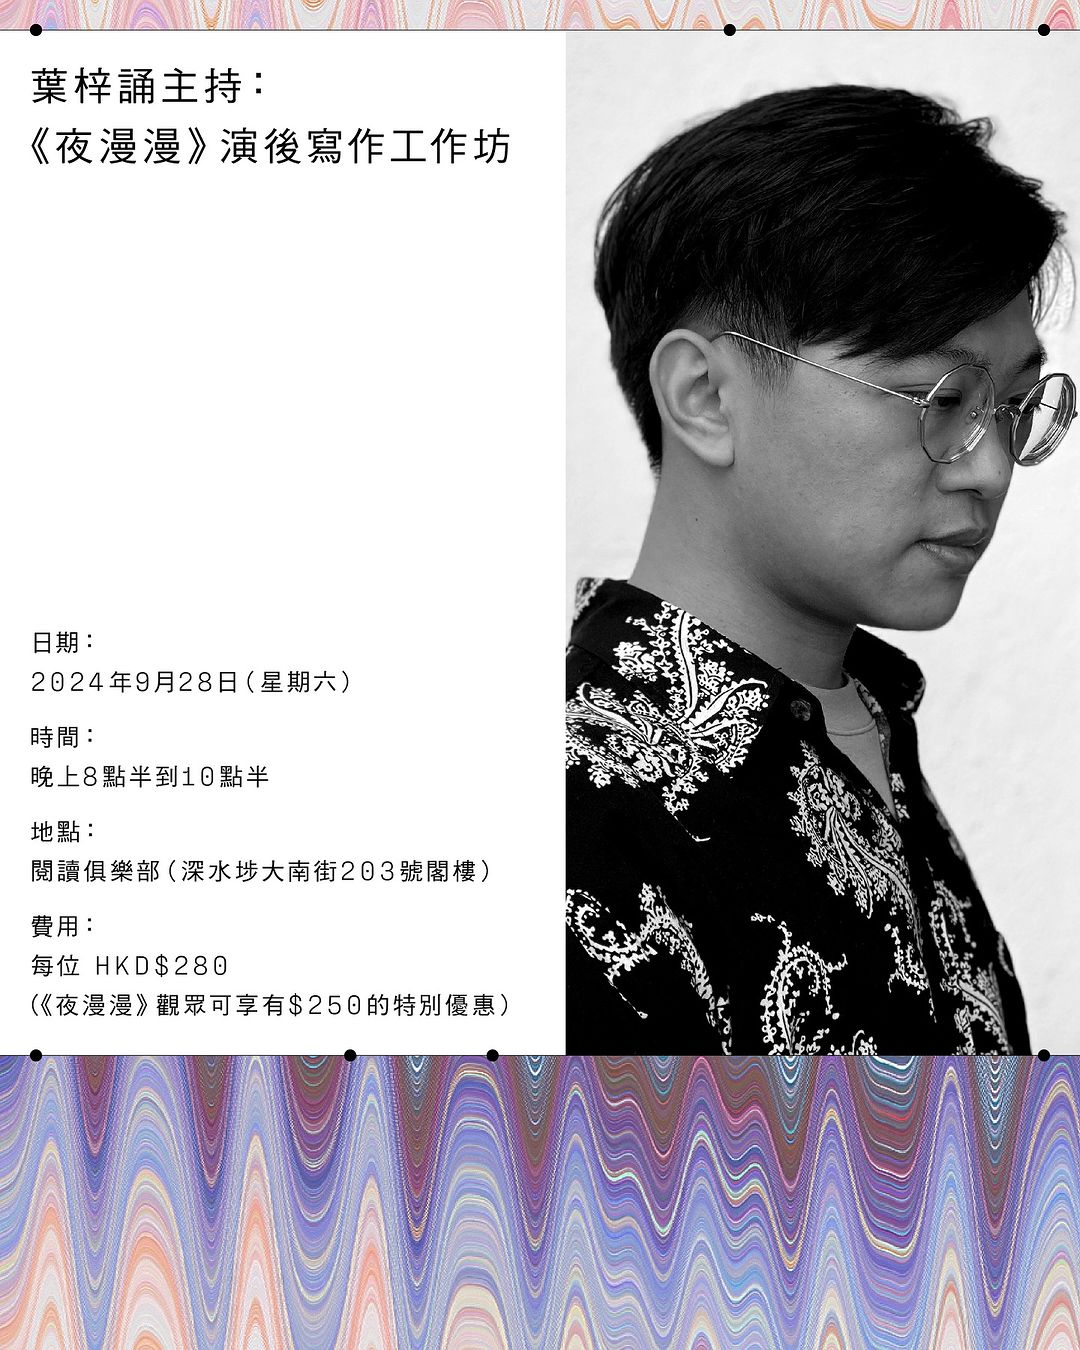 葉梓誦主持：
《夜漫漫》演後寫作工作坊
日期：
2024年9月28日（星期六）
時間：
晚上8點半到10點半
地點：
閱讀俱樂部（深水埗大南街203號閣樓）
費用：
每位 HKD$280
（《夜漫漫》觀眾可享有$250的特別優惠）